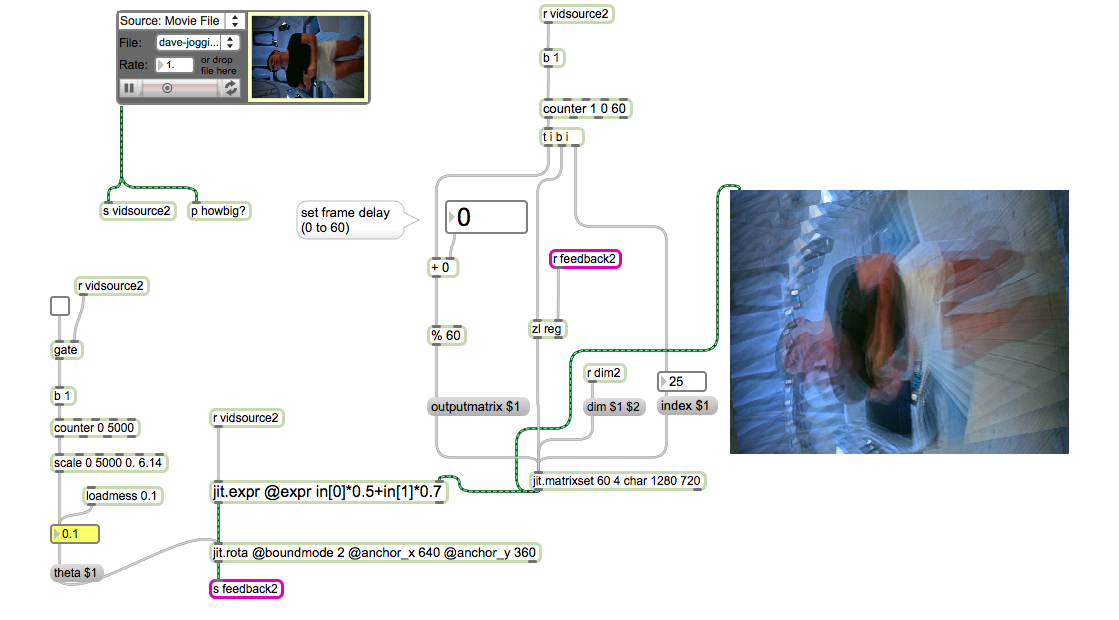 Source: Movie File
File: dave-joggi...
Rate: 1. or drop
file here
s vidsource2
p howbig?
r vidsource2
b 1
counter 1 0 60
t i b i
set frame delay
(0 to 60)
0
+ 0
r feedback2
% 60
zl reg
r dim2
25
outputmatrix $1
dim $1 $2
index $1
jit.matrixset 60 4 char 1280 720
r vidsource2
gate
b 1
counter 0 5000
scale 0 5000 0. 6.14
loadmess 0.1
0.1
theta $1
r vidsource2
jit.expr @expr in[0]*0.5+in[1]*0.7
jit.rota @boundmode 2 @anchor_x 640 @anchor_y 360
s feedback2